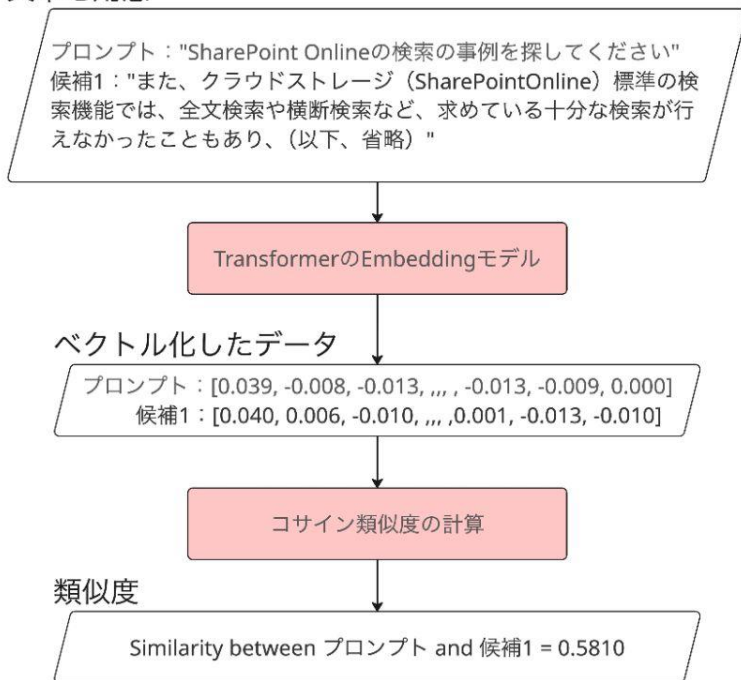 プロンプト："SharePoint Onlineの検索の事例を探してください"
候補1："また、クラウドストレージ（SharePointOnline）標準の検
索機能では、全文検索や横断検索など、求めている十分な検索が行
えなかったこともあり、（以下、省略）"
TransformerのEmbeddingモデル
ベクトル化したデータ
プロンプト：[0.039, -0.008, -0.013, ,,, , -0.013, -0.009, 0.000]
候補1：[0.040, 0.006, -0.010, ,,, ,0.001, -0.013, -0.010]
コサイン類似度の計算
類似度
Similarity between プロンプト and 候補1 = 0.5810